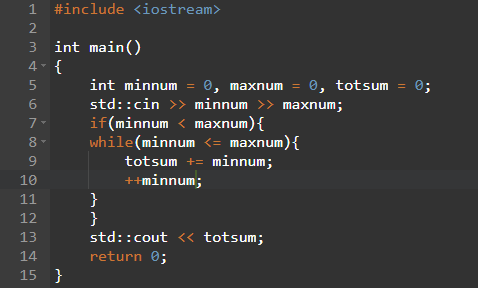 1 #include <iostream>
2
3 int main()
4 {
5     int minnum = 0, maxnum = 0, totsum = 0;
6     std::cin >> minnum >> maxnum;
7     if(minnum < maxnum){
8     while(minnum <= maxnum){
9         totsum += minnum;
10         ++minnum;
11     }
12     }
13     std::cout << totsum;
14     return 0;
15 }